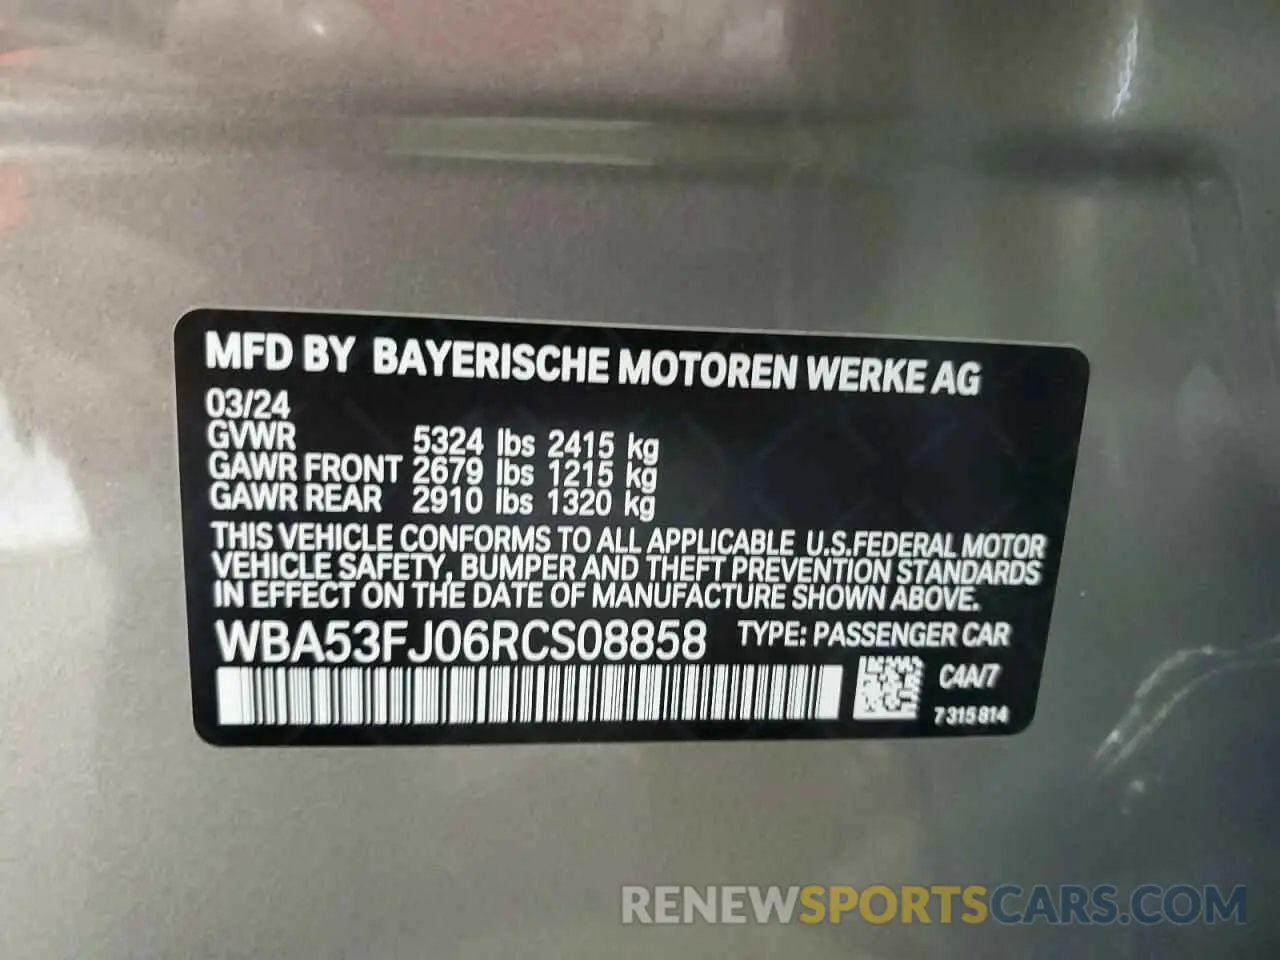 MFD BY BAYERISCHE MOTOREN WERKE AG
03/24
GVWR 5324 lbs 2415 kg
GAWR FRONT 2679 lbs 1215 kg
GAWR REAR 2910 lbs 1320 kg
THIS VEHICLE CONFORMS TO ALL APPLICABLE U.S.FEDERAL MOTOR
VEHICLE SAFETY, BUMPER AND THEFT PREVENTION STANDARDS
IN EFFECT ON THE DATE OF MANUFACTURE SHOWN ABOVE.
WBA53FJ06RCS08858 TYPE: PASSENGER CAR
C4A/7
7315814
RENEWSPORTSCARS.COM